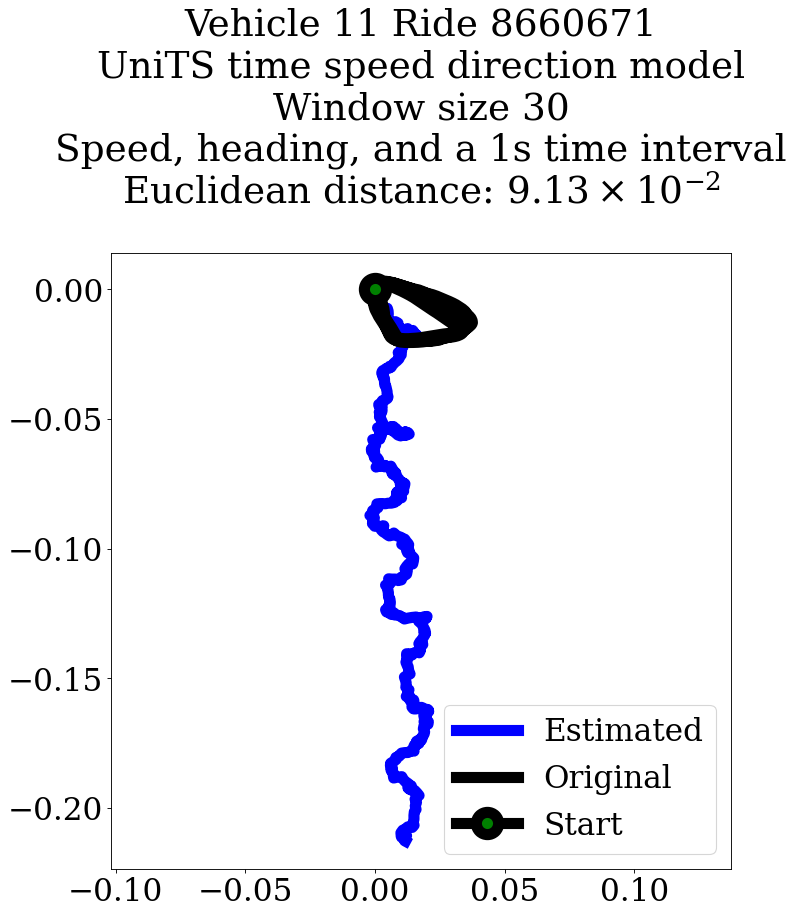 Vehicle 11 Ride 8660671
UniTS time speed direction model
Window size 30
Speed, heading, and a 1s time interval
Euclidean distance: 9.13 × 10⁻²
0.00
−0.05
−0.10
−0.15
−0.20
Estimated
Original
Start
−0.10 −0.05 0.00 0.05 0.10